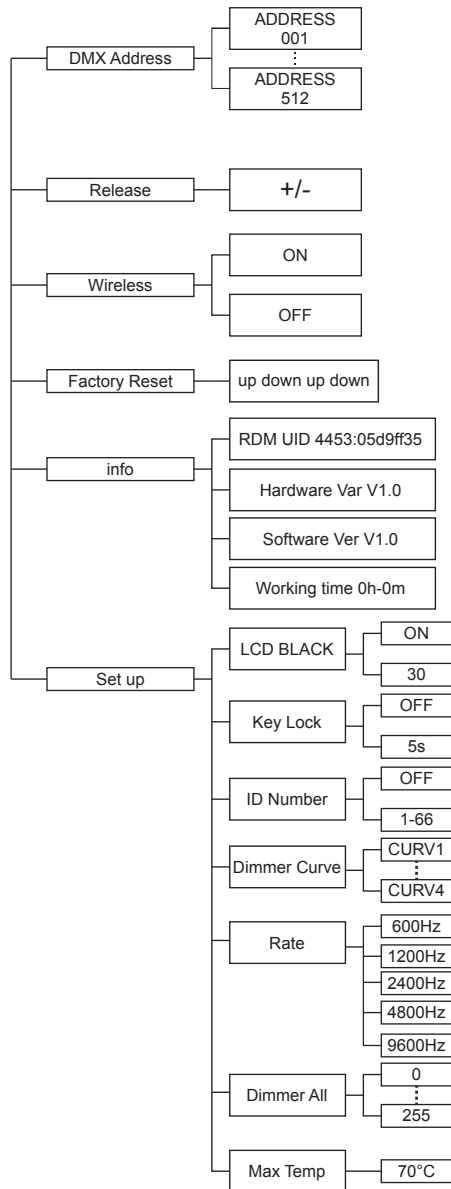 DMX Address
ADDRESS
001
ADDRESS
512
Release
+/-
Wireless
ON
OFF
Factory Reset
up down up down
info
RDM UID 4453:05d9ff35
Hardware Var V1.0
Software Ver V1.0
Working time 0h-0m
Set up
LCD BLACK
ON
30
Key Lock
OFF
5s
ID Number
OFF
1-66
Dimmer Curve
CURV1
CURV4
Rate
600Hz
1200Hz
2400Hz
4800Hz
9600Hz
Dimmer All
0
255
Max Temp
70°C